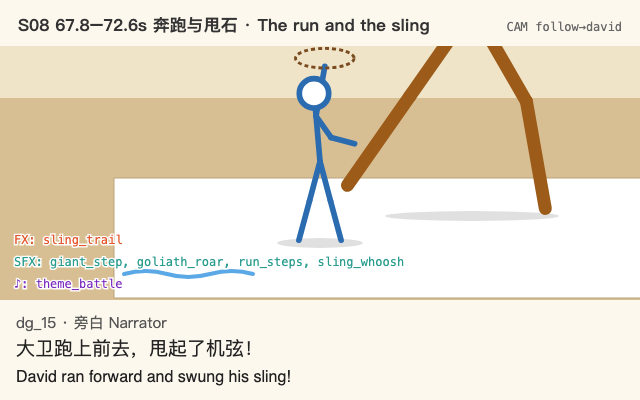 S08 67.8—72.6s 奔跑与甩石 · The run and the sling
CAM follow→david
FX: sling_trail
SFX: giant_step, goliath_roar, run_steps, sling_whoosh
♪: theme_battle
dg_15 · 旁白 Narrator
大卫跑上前去，甩起了机弦！
David ran forward and swung his sling!